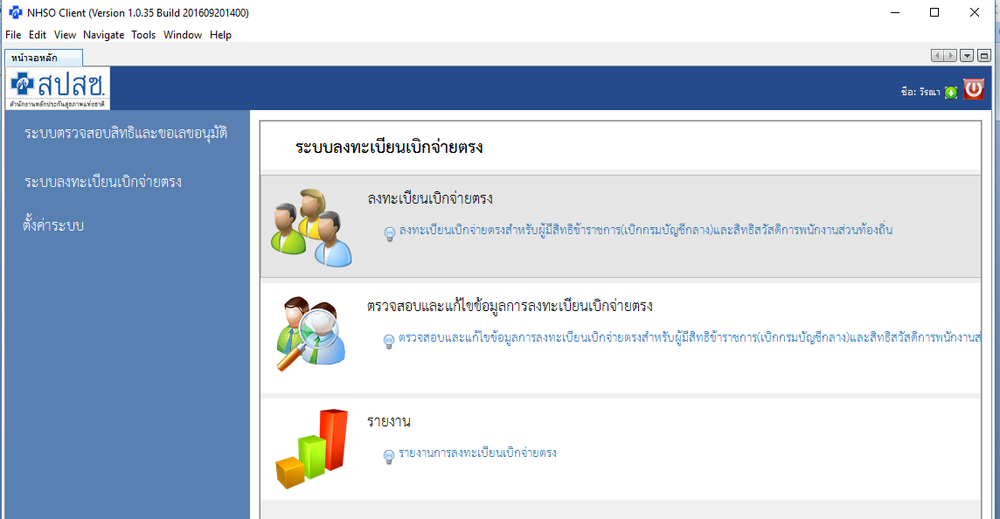 NHSO Client (Version 1.0.35 Build 201609201400)
File Edit View Navigate Tools Window Help
หน้าจอหลัก
สปสช.
สำนักงานหลักประกันสุขภาพแห่งชาติ
ชื่อ: วีรณา
ระบบตรวจสอบสิทธิและขอเลขอนุมัติ
ระบบลงทะเบียนเบิกจ่ายตรง
ตั้งค่าระบบ
ระบบลงทะเบียนเบิกจ่ายตรง
ลงทะเบียนเบิกจ่ายตรง
ลงทะเบียนเบิกจ่ายตรงสำหรับผู้มีสิทธิข้าราชการ(เบิกกรมบัญชีกลาง)และสิทธิสวัสดิการพนักงานส่วนท้องถิ่น
ตรวจสอบและแก้ไขข้อมูลการลงทะเบียนเบิกจ่ายตรง
ตรวจสอบและแก้ไขข้อมูลการลงทะเบียนเบิกจ่ายตรงสำหรับผู้มีสิทธิข้าราชการ(เบิกกรมบัญชีกลาง)และสิทธิสวัสดิการพนักงานส่
รายงาน
รายงานการลงทะเบียนเบิกจ่ายตรง